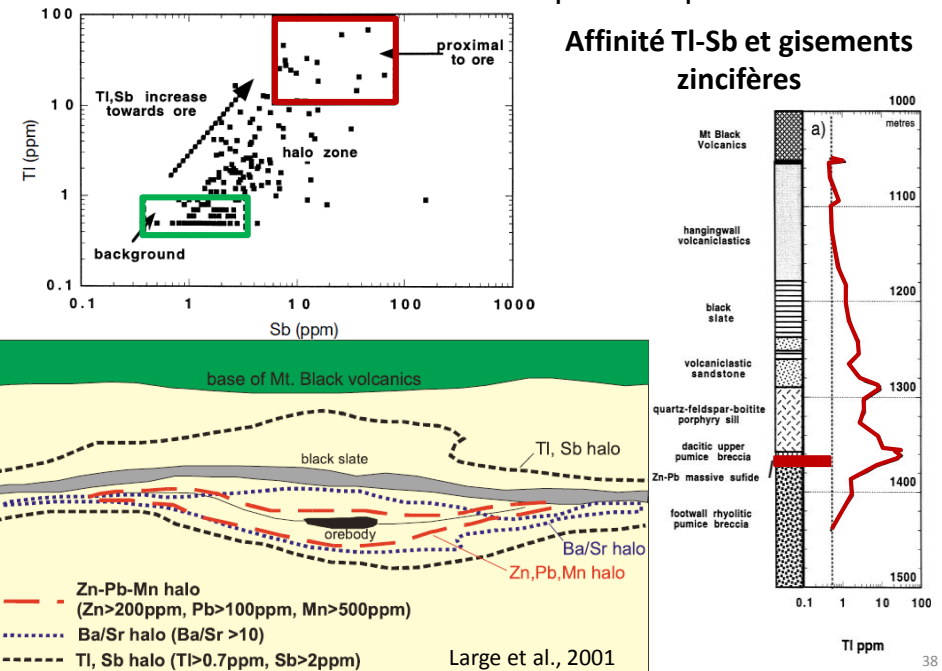 Affinité Tl-Sb et gisements
zincifères
100
10
1
0.1
Tl (ppm)
proximal
to ore
Tl,Sb increase
towards ore
halo zone
background
0.1
1
10
100
1000
Sb (ppm)
base of Mt. Black volcanics
Tl, Sb halo
black slate
orebody
Ba/Sr halo
Zn,Pb,Mn halo
Zn-Pb-Mn halo
(Zn>200ppm, Pb>100ppm, Mn>500ppm)
Ba/Sr halo (Ba/Sr >10)
Tl, Sb halo (Tl>0.7ppm, Sb>2ppm)
Large et al., 2001
a)
1000
metres
Mt Black
Volcanics
1100
hangingwall
volcaniclastics
1200
black
slate
volcaniclastic
sandstone
1300
quartz-feldspar-boitite
porphyry sill
dacitic upper
pumice breccia
Zn-Pb massive sufide
1400
footwall rhyolitic
pumice breccia
1500
0.1
1
10
100
Tl ppm
38